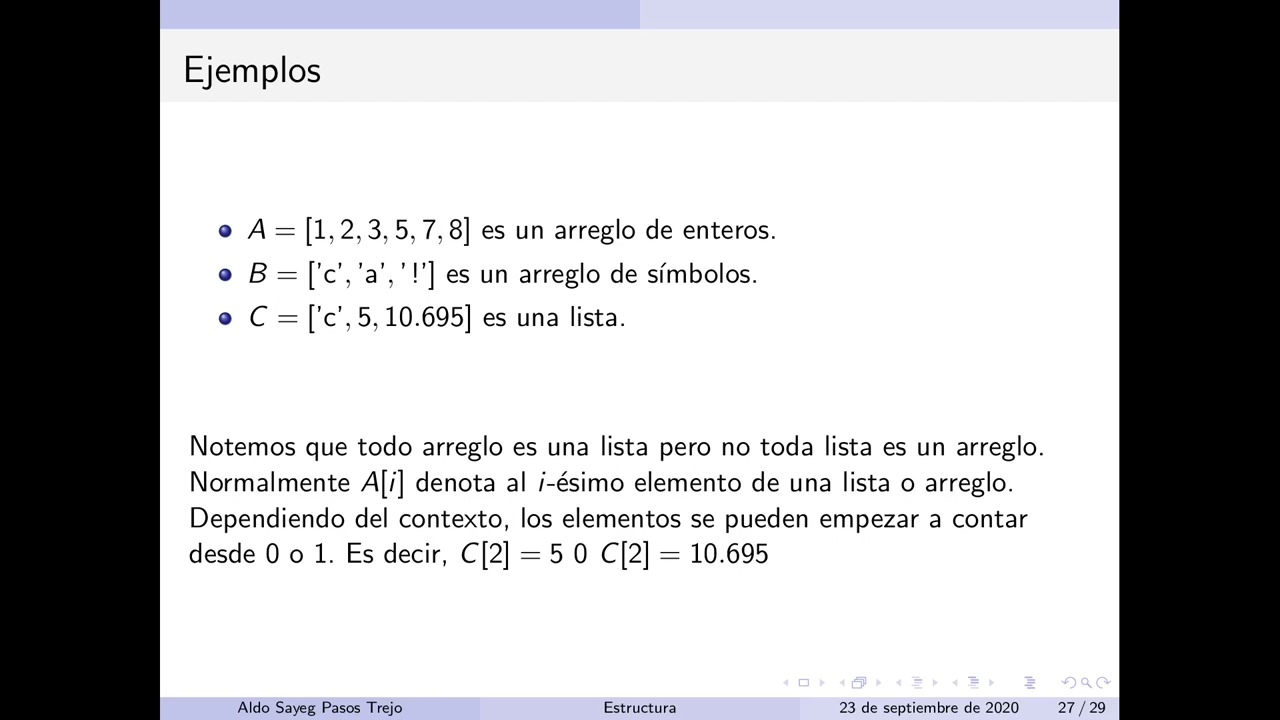 Ejemplos
A = [1, 2, 3, 5, 7, 8] es un arreglo de enteros.
B = ['c', 'a', '!'] es un arreglo de símbolos.
C = ['c', 5, 10.695] es una lista.
Notemos que todo arreglo es una lista pero no toda lista es un arreglo.
Normalmente A[i] denota al i-ésimo elemento de una lista o arreglo.
Dependiendo del contexto, los elementos se pueden empezar a contar
desde 0 o 1. Es decir, C[2] = 5 0 C[2] = 10.695
Aldo Sayeg Pasos Trejo Estructura 23 de septiembre de 2020 27 / 29